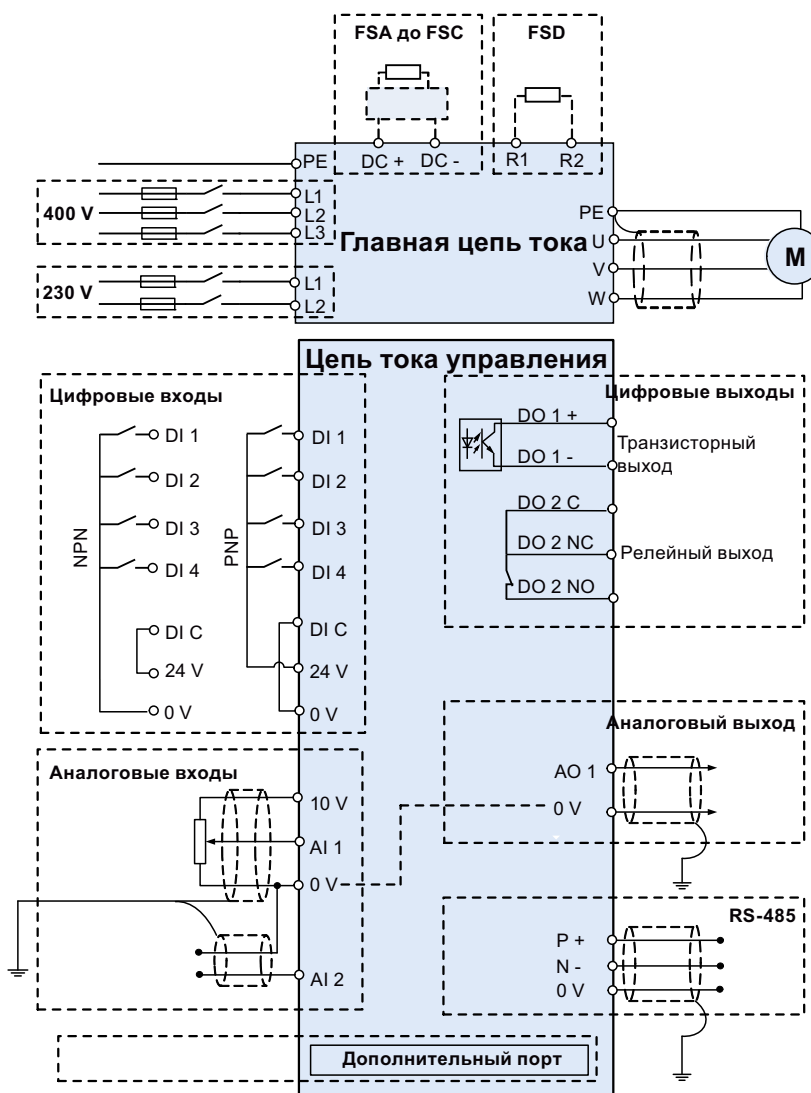 FSA до FSC
FSD
PE
DC +
DC -
R1
R2
400 V
L1
L2
L3
Главная цепь тока
PE
U
V
W
M
230 V
L1
L2
Цепь тока управления
Цифровые входы
NPN
DI 1
DI 2
DI 3
DI 4
DI C
24 V
0 V
PNP
DI 1
DI 2
DI 3
DI 4
DI C
24 V
0 V
Цифровые выходы
DO 1 +
DO 1 -
Транзисторный
выход
DO 2 C
DO 2 NC
DO 2 NO
Релейный выход
Аналоговые входы
10 V
AI 1
0 V
AI 2
Аналоговый выход
AO 1
0 V
RS-485
P +
N -
0 V
Дополнительный порт